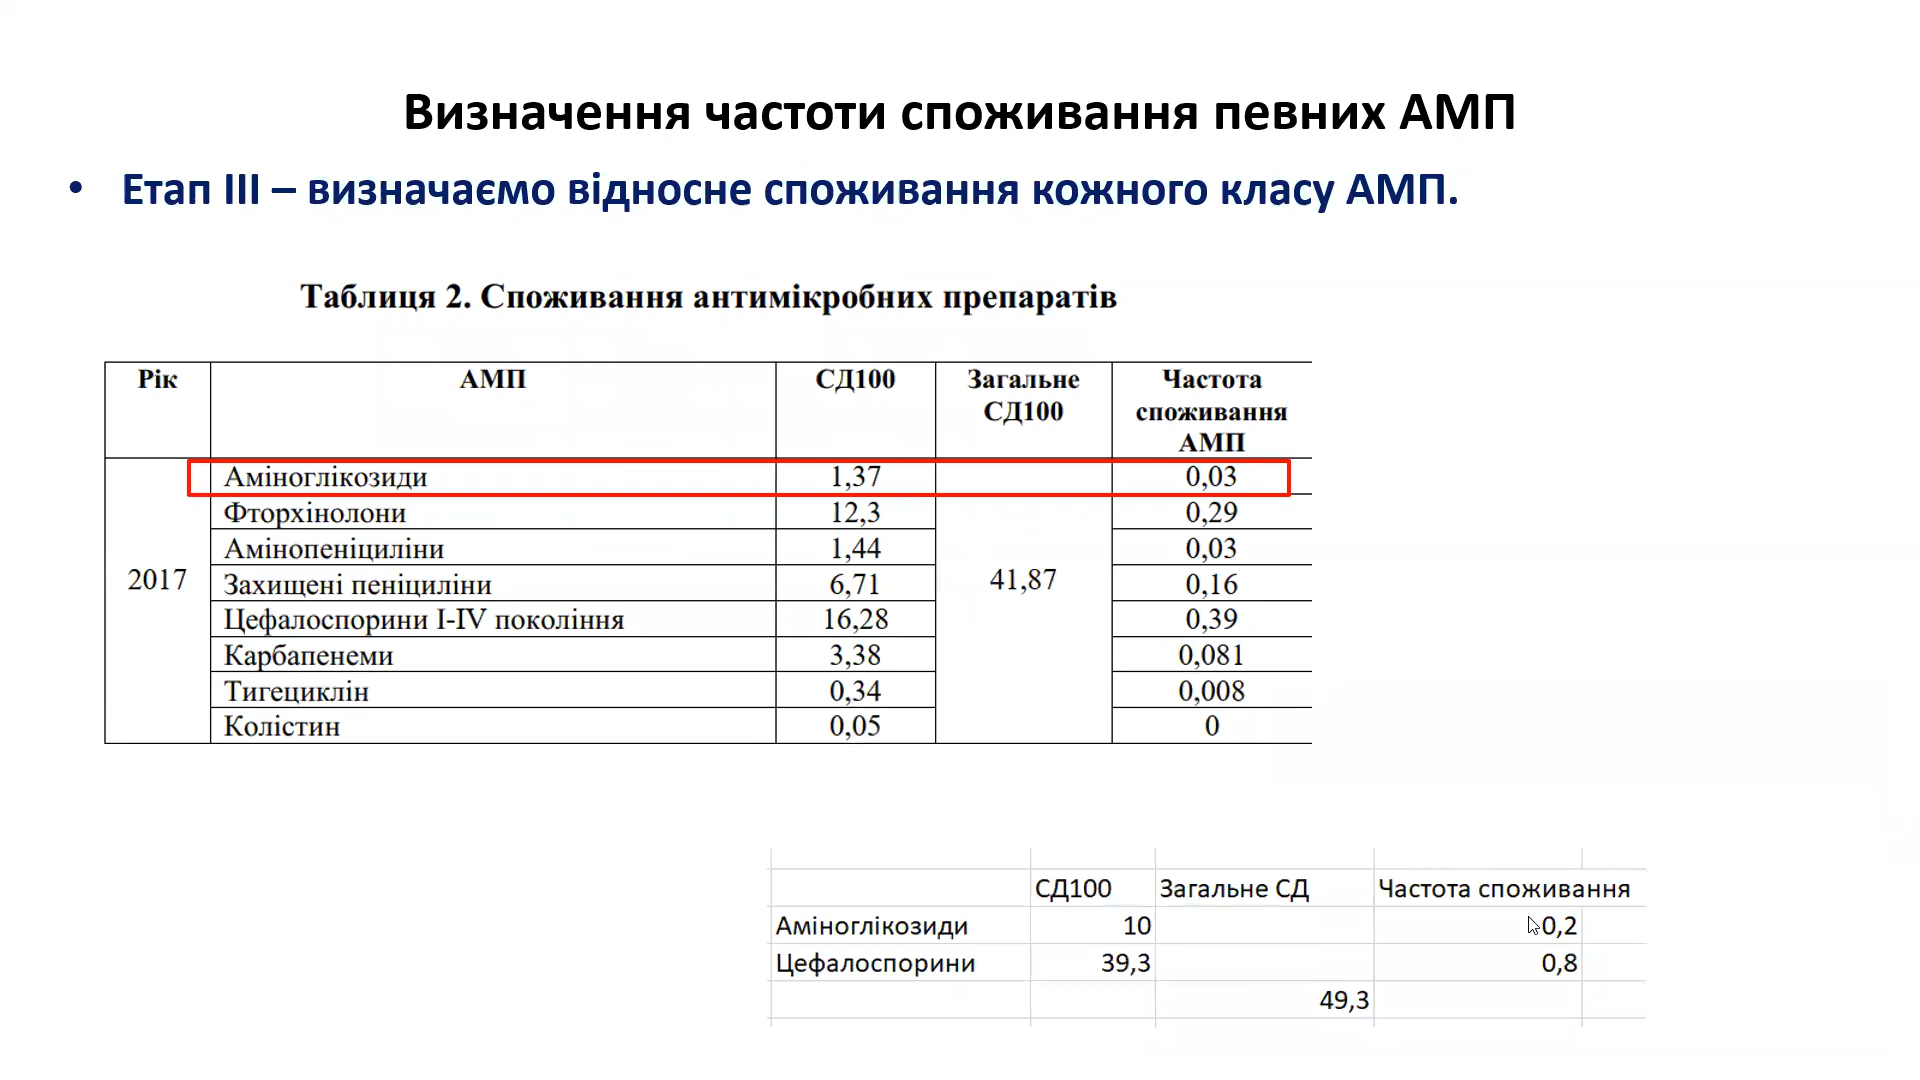 Визначення частоти споживання певних АМП
• Етап III – визначаємо відносне споживання кожного класу АМП.
Таблиця 2. Споживання антимікробних препаратів
Рік АМП СД100 Загальне СД100 Частота споживання АМП
Аміноглікозиди 1,37 0,03
Фторхінолони 12,3 0,29
Амінопеніциліни 1,44 0,03
2017 Захищені пеніциліни 6,71 41,87 0,16
Цефалоспорини I-IV покоління 16,28 0,39
Карбапенеми 3,38 0,081
Тигециклін 0,34 0,008
Колістин 0,05 0
СД100 Загальне СД Частота споживання
Аміноглікозиди 10 0,2
Цефалоспорини 39,3 0,8
49,3